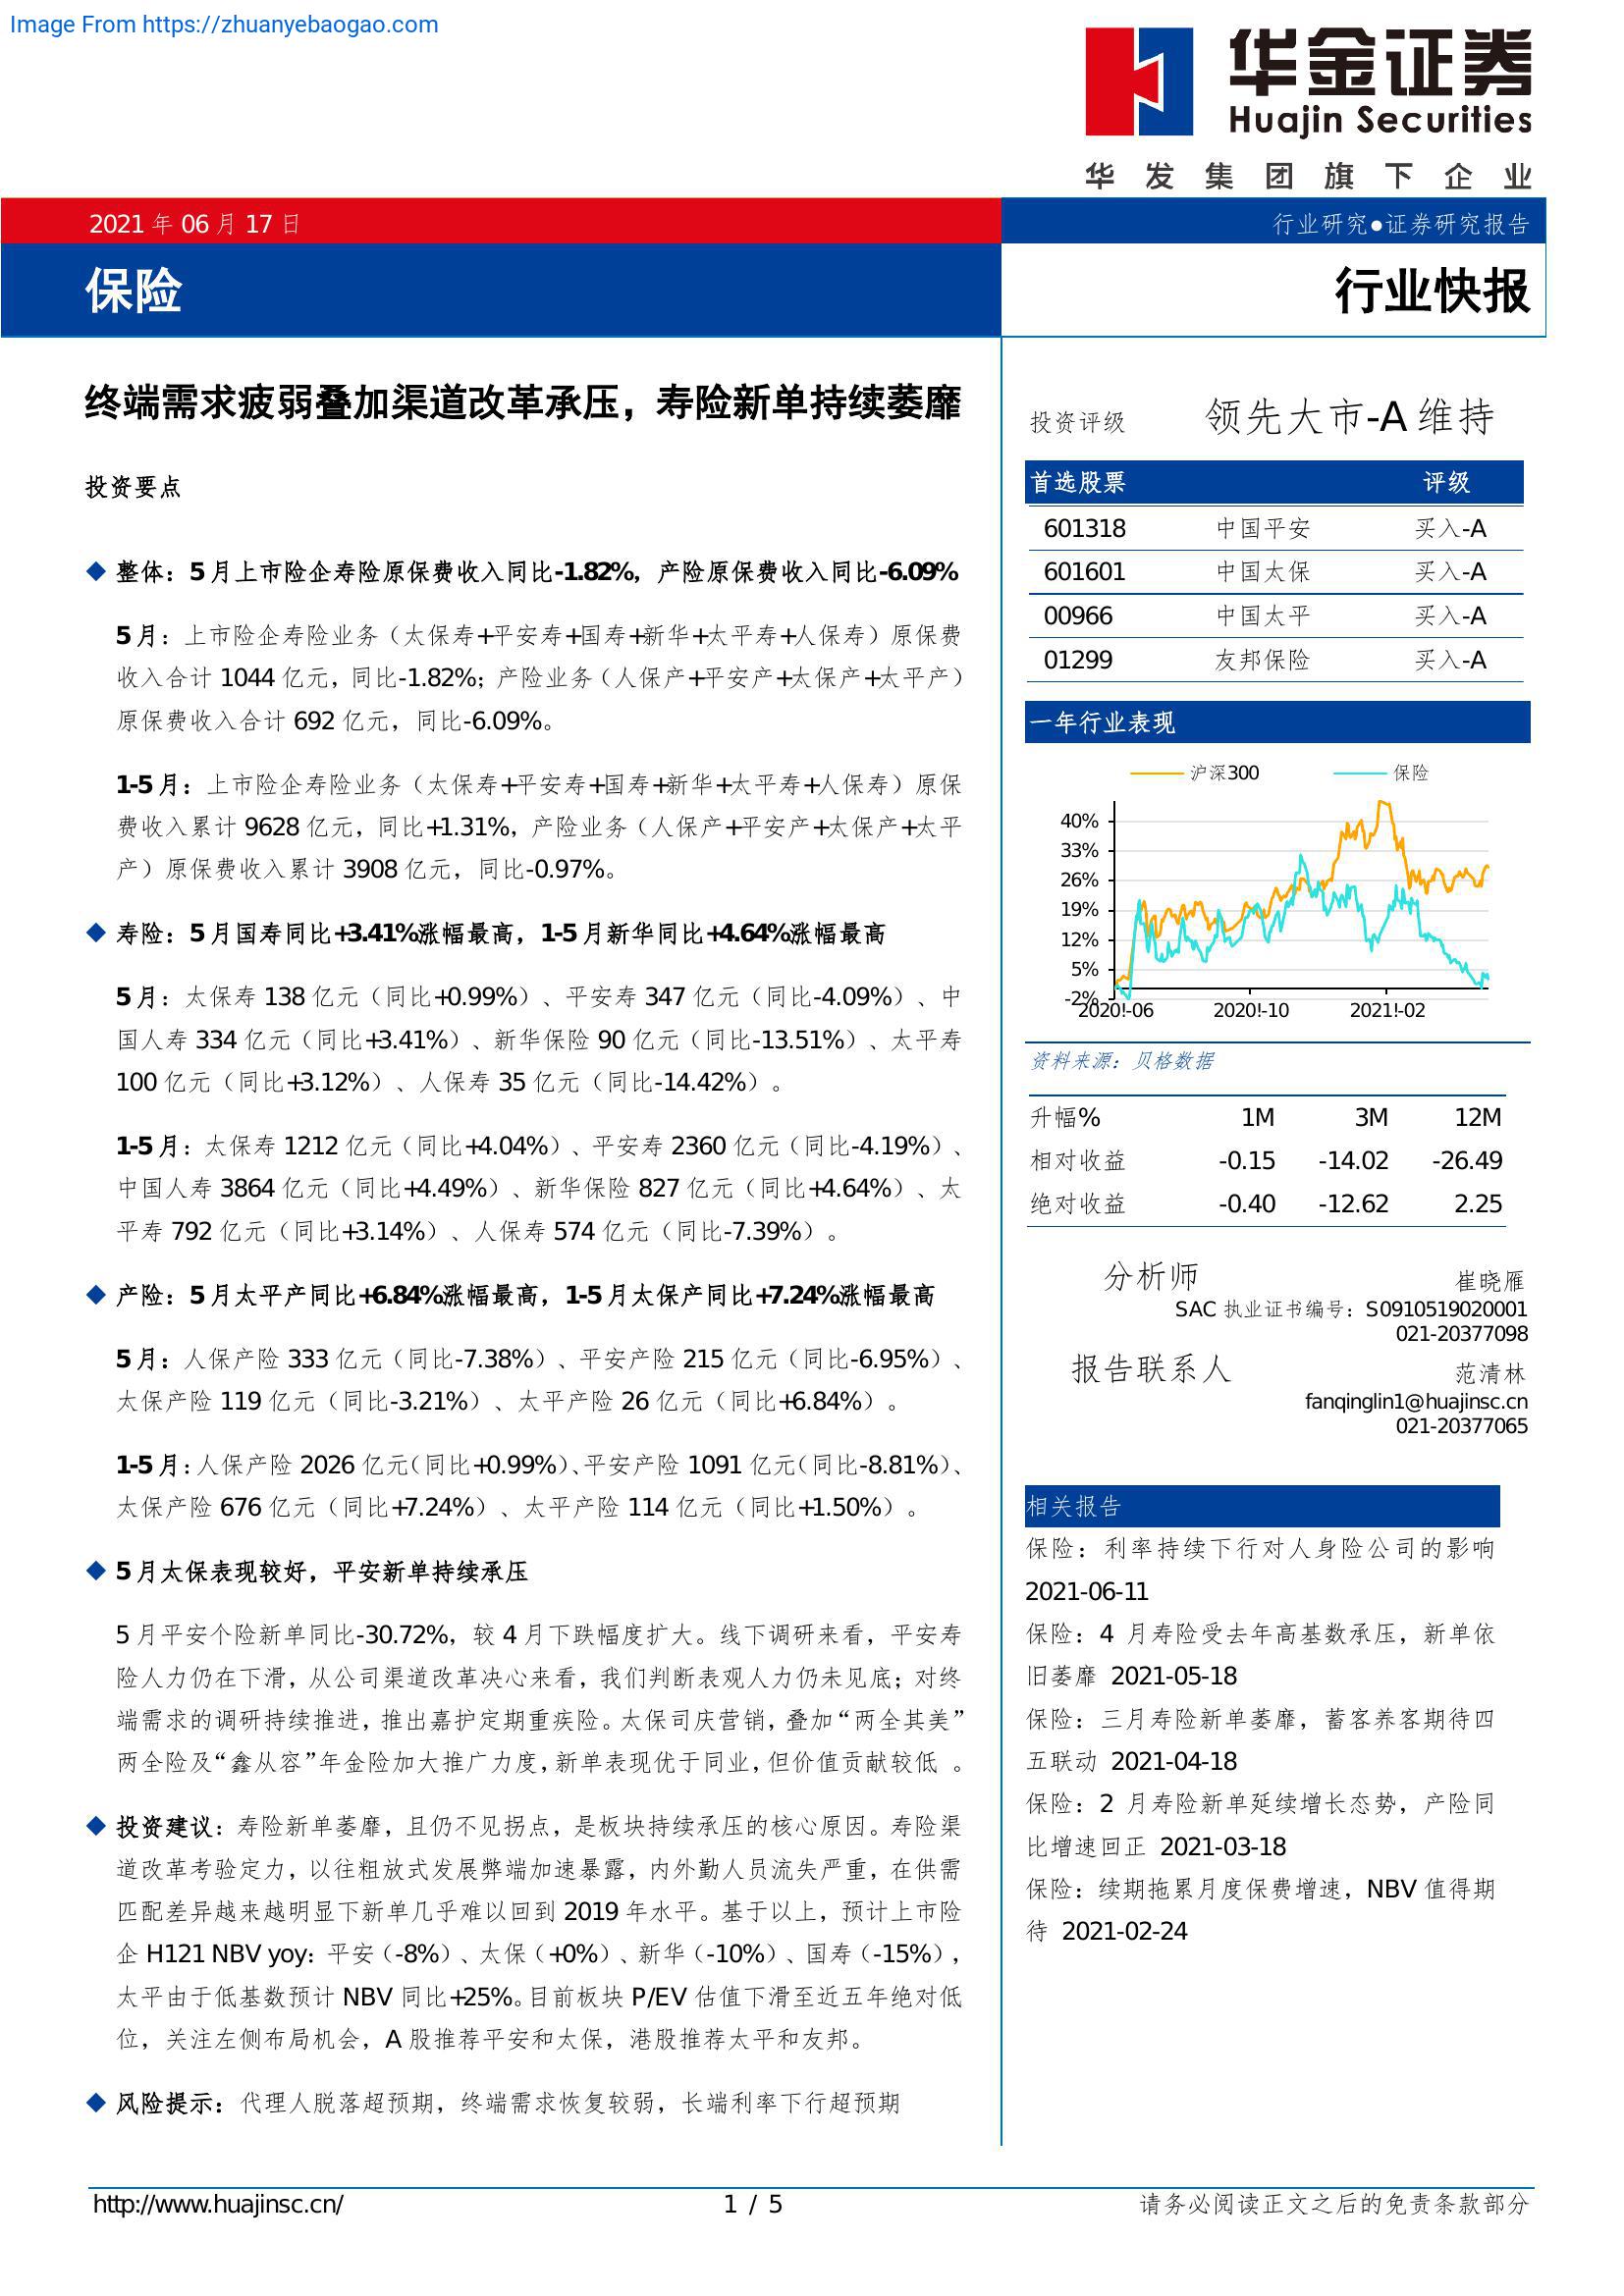 Image From https://zhuanyebaogao.com
华金证券
Huajin Securities
华发集团旗下企业
2021 年 06 月 17 日
行业研究●证券研究报告
保险
行业快报
终端需求疲弱叠加渠道改革承压，寿险新单持续萎靡
投资要点
◆ 整体：5 月上市险企寿险原保费收入同比-1.82%，产险原保费收入同比-6.09%
5 月：上市险企寿险业务（太保寿+平安寿+国寿+新华+太平寿+人保寿）原保费
收入合计 1044 亿元，同比-1.82%；产险业务（人保产+平安产+太保产+太平产）
原保费收入合计 692 亿元，同比-6.09%。
1-5 月：上市险企寿险业务（太保寿+平安寿+国寿+新华+太平寿+人保寿）原保
费收入累计 9628 亿元，同比+1.31%，产险业务（人保产+平安产+太保产+太平
产）原保费收入累计 3908 亿元，同比-0.97%。
◆ 寿险：5 月国寿同比+3.41%涨幅最高，1-5 月新华同比+4.64%涨幅最高
5 月：太保寿 138 亿元（同比+0.99%）、平安寿 347 亿元（同比-4.09%）、中
国人寿 334 亿元（同比+3.41%）、新华保险 90 亿元（同比-13.51%）、太平寿
100 亿元（同比+3.12%）、人保寿 35 亿元（同比-14.42%）。
1-5 月：太保寿 1212 亿元（同比+4.04%）、平安寿 2360 亿元（同比-4.19%）、
中国人寿 3864 亿元（同比+4.49%）、新华保险 827 亿元（同比+4.64%）、太
平寿 792 亿元（同比+3.14%）、人保寿 574 亿元（同比-7.39%）。
◆ 产险：5 月太平产同比+6.84%涨幅最高，1-5 月太保产同比+7.24%涨幅最高
5 月：人保产险 333 亿元（同比-7.38%）、平安产险 215 亿元（同比-6.95%）、
太保产险 119 亿元（同比-3.21%）、太平产险 26 亿元（同比+6.84%）。
1-5 月：人保产险 2026 亿元（同比+0.99%）、平安产险 1091 亿元（同比-8.81%）、
太保产险 676 亿元（同比+7.24%）、太平产险 114 亿元（同比+1.50%）。
◆ 5 月太保表现较好，平安新单持续承压
5 月平安个险新单同比-30.72%，较 4 月下跌幅度扩大。线下调研来看，平安寿
险人力仍在下滑，从公司渠道改革决心来看，我们判断表观人力仍未见底；对终
端需求的调研持续推进，推出嘉护定期重疾险。太保司庆营销，叠加“两全其美”
两全险及“鑫从容”年金险加大推广力度，新单表现优于同业，但价值贡献较低 。
◆ 投资建议：寿险新单萎靡，且仍不见拐点，是板块持续承压的核心原因。寿险渠
道改革考验定力，以往粗放式发展弊端加速暴露，内外勤人员流失严重，在供需
匹配差异越来越明显下新单几乎难以回到 2019 年水平。基于以上，预计上市险
企 H121 NBV yoy：平安（-8%）、太保（+0%）、新华（-10%）、国寿（-15%），
太平由于低基数预计 NBV 同比+25%。目前板块 P/EV 估值下滑至近五年绝对低
位，关注左侧布局机会，A 股推荐平安和太保，港股推荐太平和友邦。
◆ 风险提示：代理人脱落超预期，终端需求恢复较弱，长端利率下行超预期
投资评级 领先大市-A 维持
首选股票 评级
601318 中国平安 买入-A
601601 中国太保 买入-A
00966 中国太平 买入-A
01299 友邦保险 买入-A
一年行业表现
沪深300 保险
40%
33%
26%
19%
12%
5%
-2%
2020!-06 2020!-10 2021!-02
资料来源：贝格数据
升幅% 1M 3M 12M
相对收益 -0.15 -14.02 -26.49
绝对收益 -0.40 -12.62 2.25
分析师 崔晓雁
SAC 执业证书编号：S0910519020001
021-20377098
报告联系人 范清林
fanqinglin1@huajinsc.cn
021-20377065
相关报告
保险：利率持续下行对人身险公司的影响
2021-06-11
保险：4 月寿险受去年高基数承压，新单依
旧萎靡 2021-05-18
保险：三月寿险新单萎靡，蓄客养客期待四
五联动 2021-04-18
保险：2 月寿险新单延续增长态势，产险同
比增速回正 2021-03-18
保险：续期拖累月度保费增速，NBV 值得期
待 2021-02-24
http://www.huajinsc.cn/ 1 / 5 请务必阅读正文之后的免责条款部分